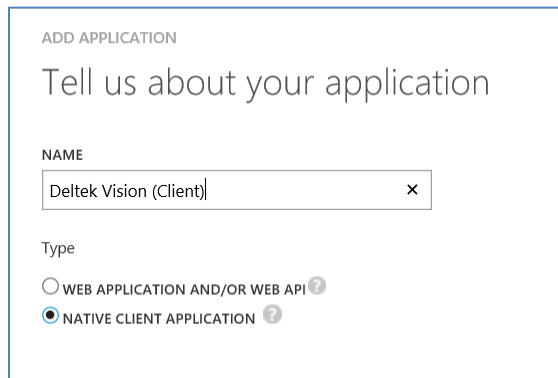 ADD APPLICATION
Tell us about your application
NAME
Deltek Vision (Client)
Type
WEB APPLICATION AND/OR WEB API ?
NATIVE CLIENT APPLICATION ?